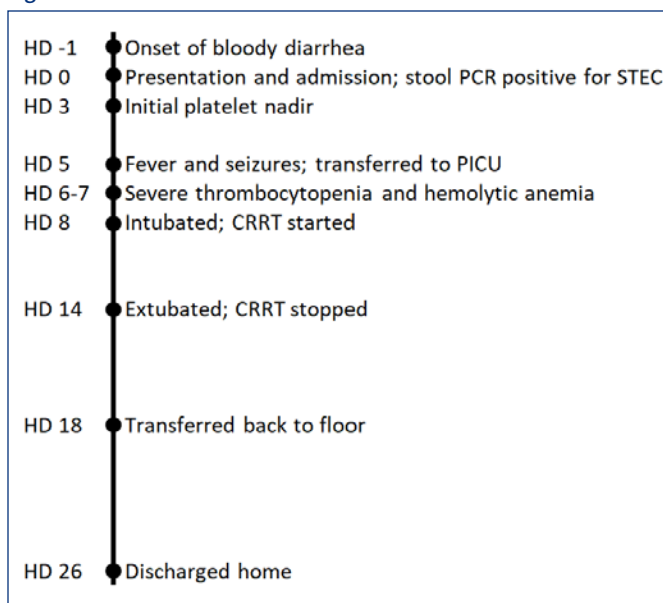 HD -1 Onset of bloody diarrhea
HD 0 Presentation and admission; stool PCR positive for STEC
HD 3 Initial platelet nadir
HD 5 Fever and seizures; transferred to PICU
HD 6-7 Severe thrombocytopenia and hemolytic anemia
HD 8 Intubated; CRRT started
HD 14 Extubated; CRRT stopped
HD 18 Transferred back to floor
HD 26 Discharged home